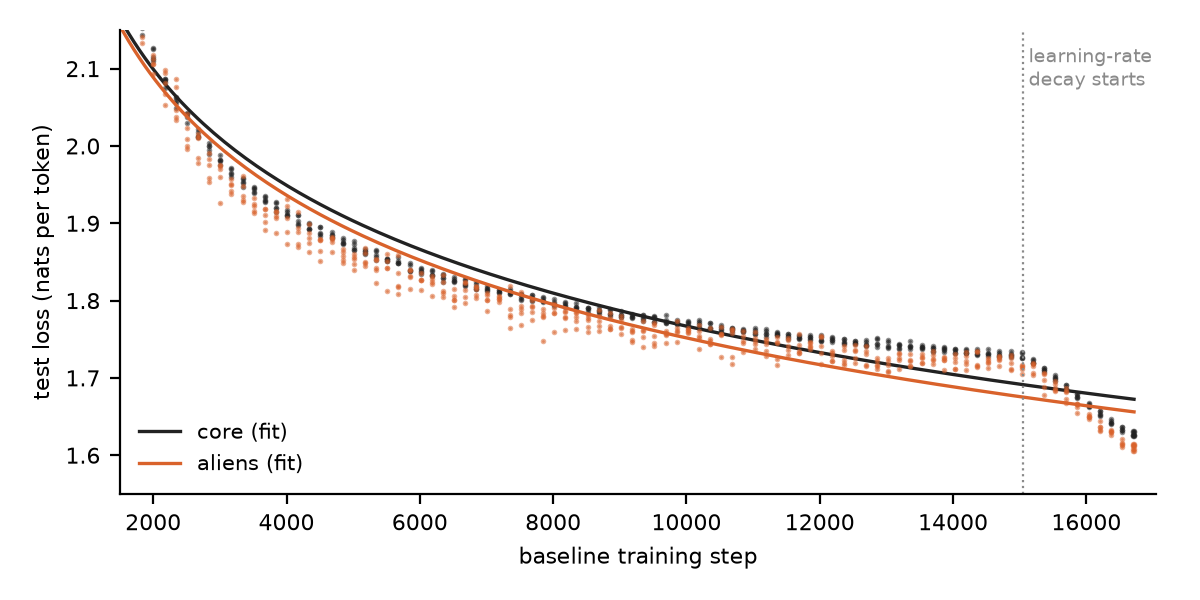 learning-rate
decay starts
2.1
2.0
1.9
1.8
1.7
1.6
test loss (nats per token)
core (fit)
aliens (fit)
2000 4000 6000 8000 10000 12000 14000 16000
baseline training step